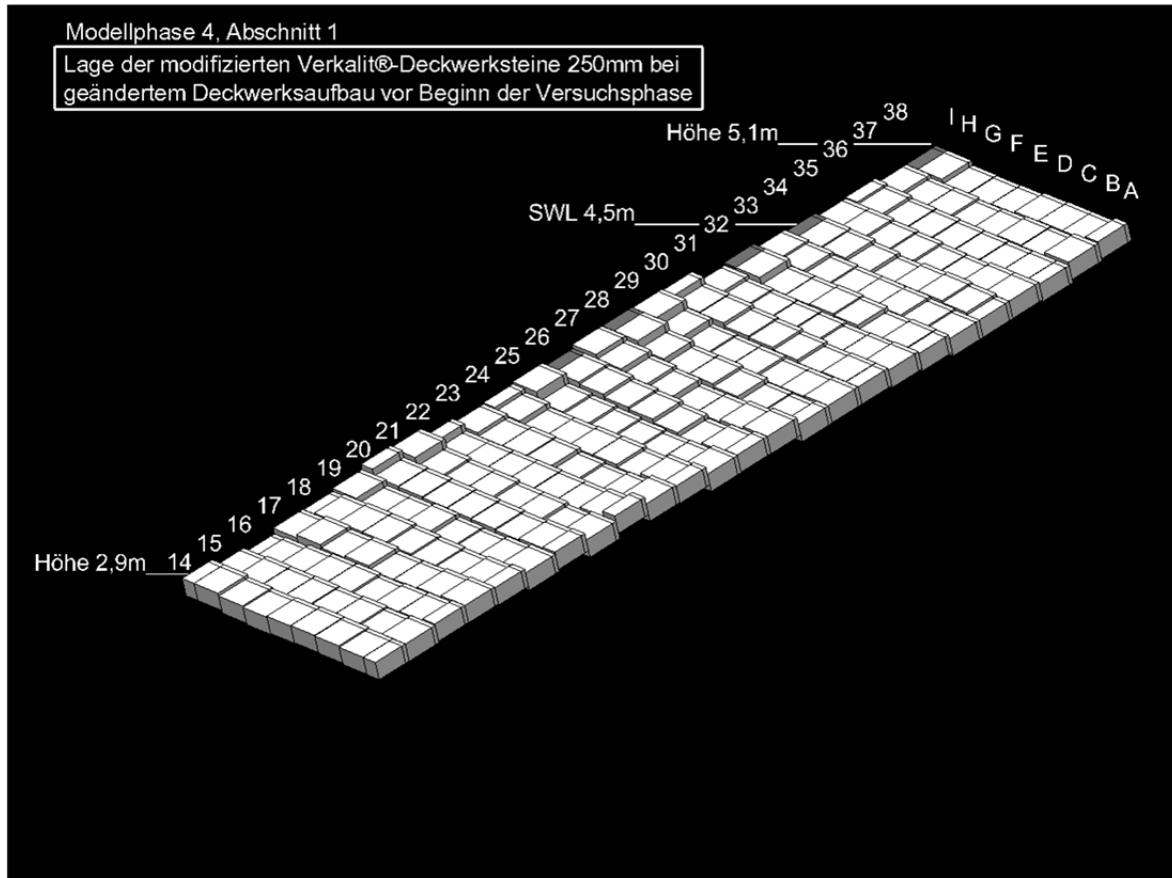 Modellphase 4, Abschnitt 1
Lage der modifizierten Verkalit®-Deckwerksteine 250mm bei
geändertem Deckwerksaufbau vor Beginn der Versuchsphase
Höhe 5,1m
SWL 4,5m
Höhe 2,9m
14
15
16
17
18
19
20
21
22
23
24
25
26
27
28
29
30
31
32
33
34
35
36
37
38
I
H
G
F
E
D
C
B
A